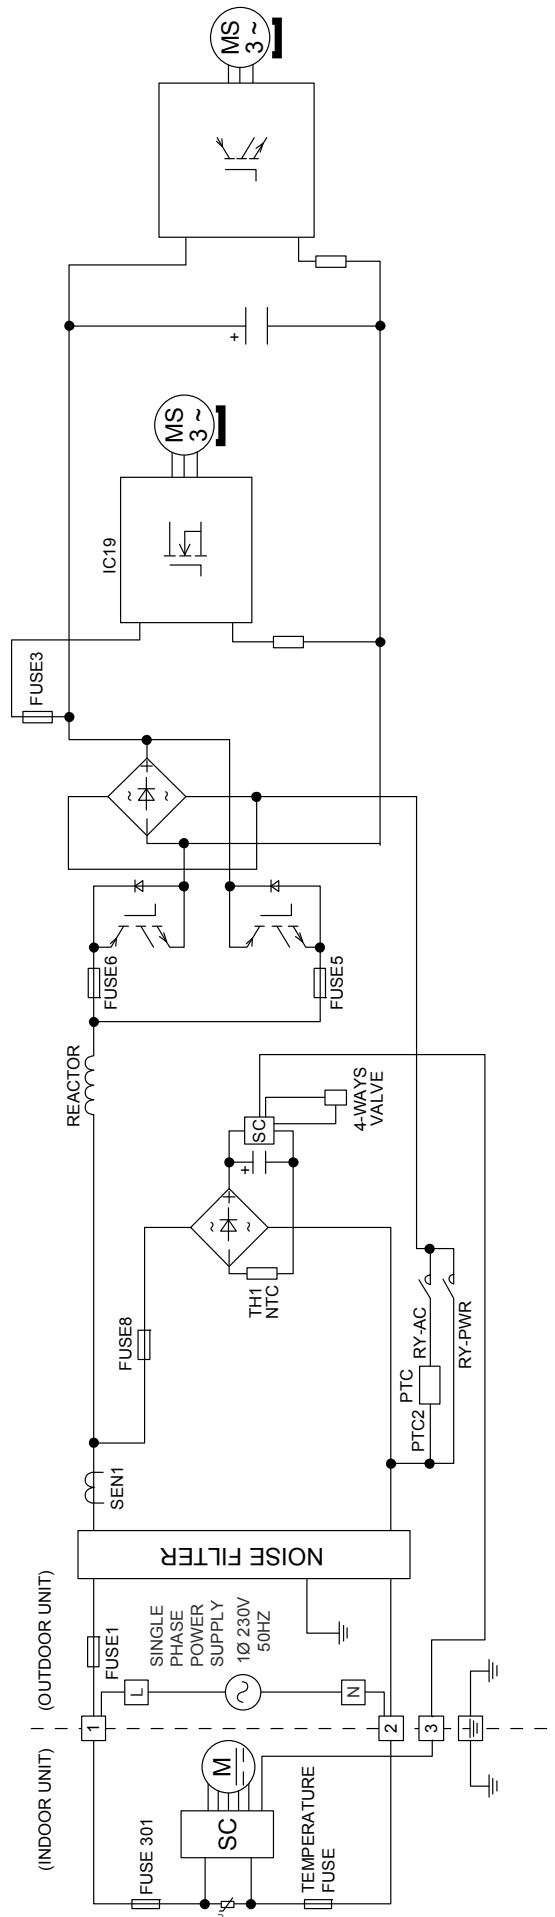 (INDOOR UNIT)
(OUTDOOR UNIT)
FUSE 301
SC
M
TEMPERATURE
FUSE
1
2
3
L
N
SINGLE
PHASE
POWER
SUPPLY
1Ø 230V
50HZ
FUSE1
NOISE FILTER
SEN1
FUSE8
TH1
NTC
+
~
~
+
SC
4-WAYS
VALVE
PTC2
PTC
RY-AC
RY-PWR
REACTOR
FUSE6
FUSE5
+
~
~
FUSE3
IC19
MS
3 ~
+
MS
3 ~